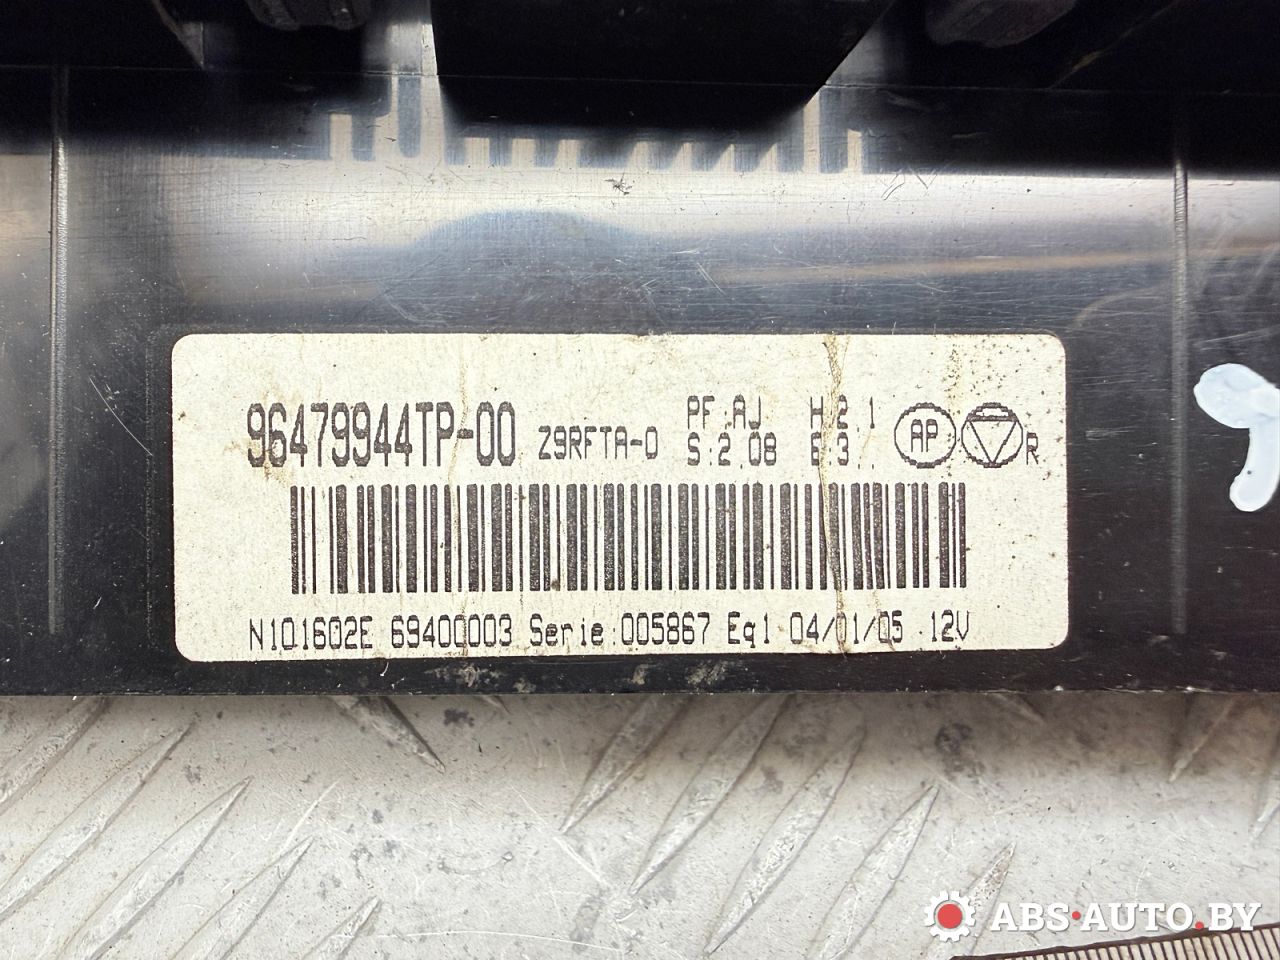 96479944TP-00 Z9RFTA-0 PF.AJ H.2.1
S.2.08 E.3..
AP R
N101602E 69400003 Serie:005867 Eq1 04/01/05 12V
ABS-AUTO.BY